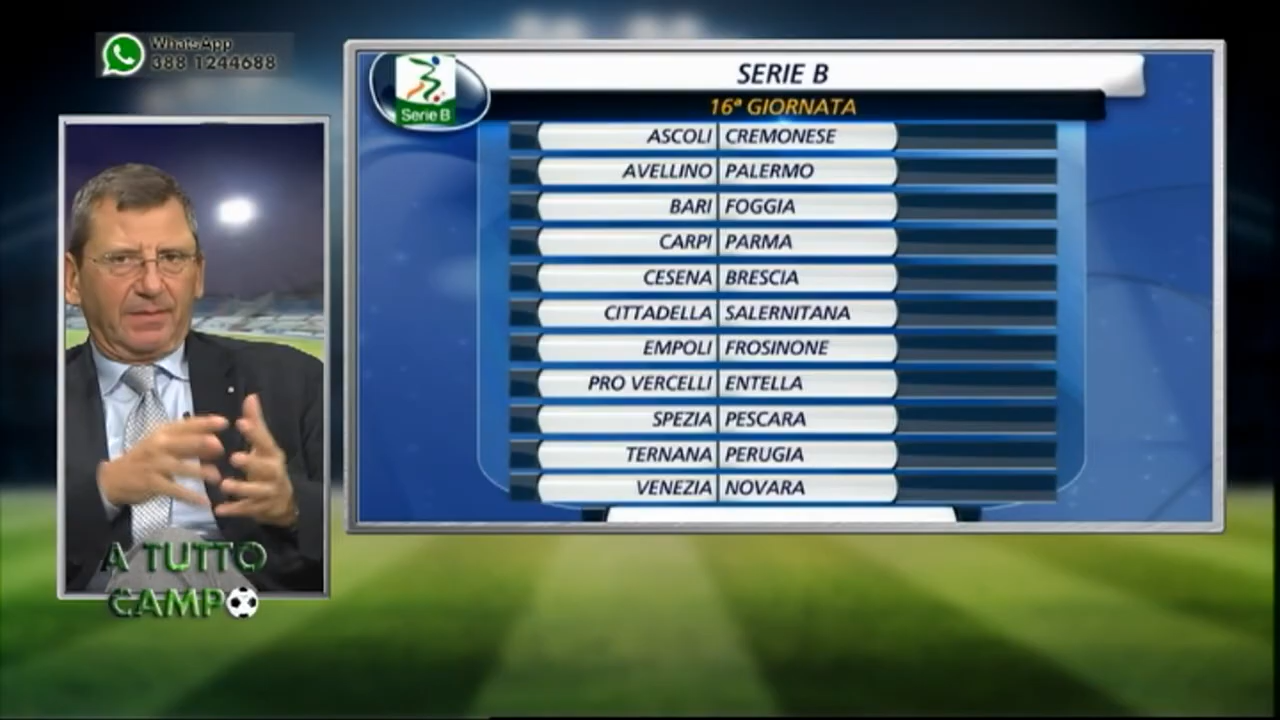 WhatsApp
388 1244688
Serie B
SERIE B
16ª GIORNATA
ASCOLI CREMONESE
AVELLINO PALERMO
BARI FOGGIA
CARPI PARMA
CESENA BRESCIA
CITTADELLA SALERNITANA
EMPOLI FROSINONE
PRO VERCELLI ENTELLA
SPEZIA PESCARA
TERNANA PERUGIA
VENEZIA NOVARA
A TUTTO
CAMPO